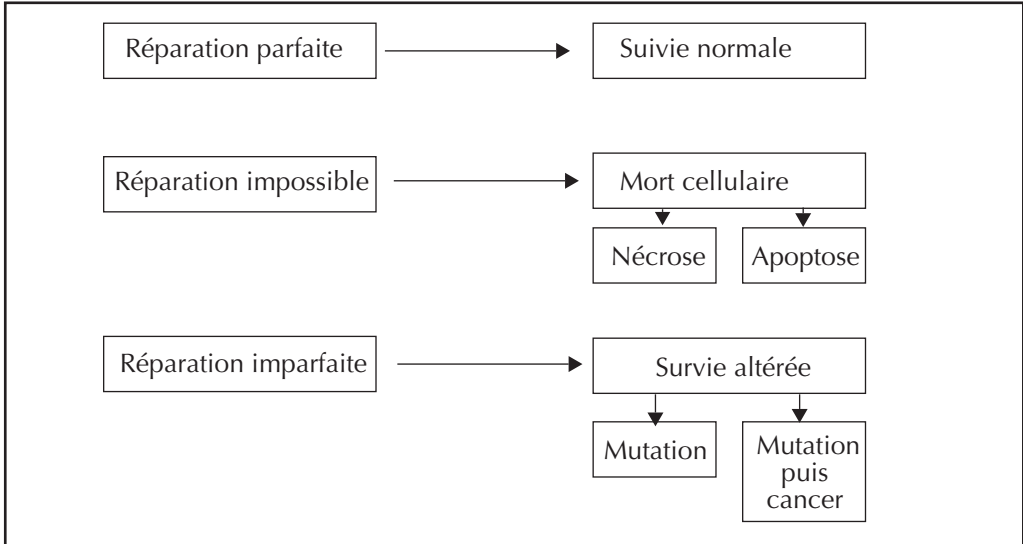 Réparation parfaite
Suivie normale
Réparation impossible
Mort cellulaire
Nécrose
Apoptose
Réparation imparfaite
Survie altérée
Mutation
Mutation
puis
cancer